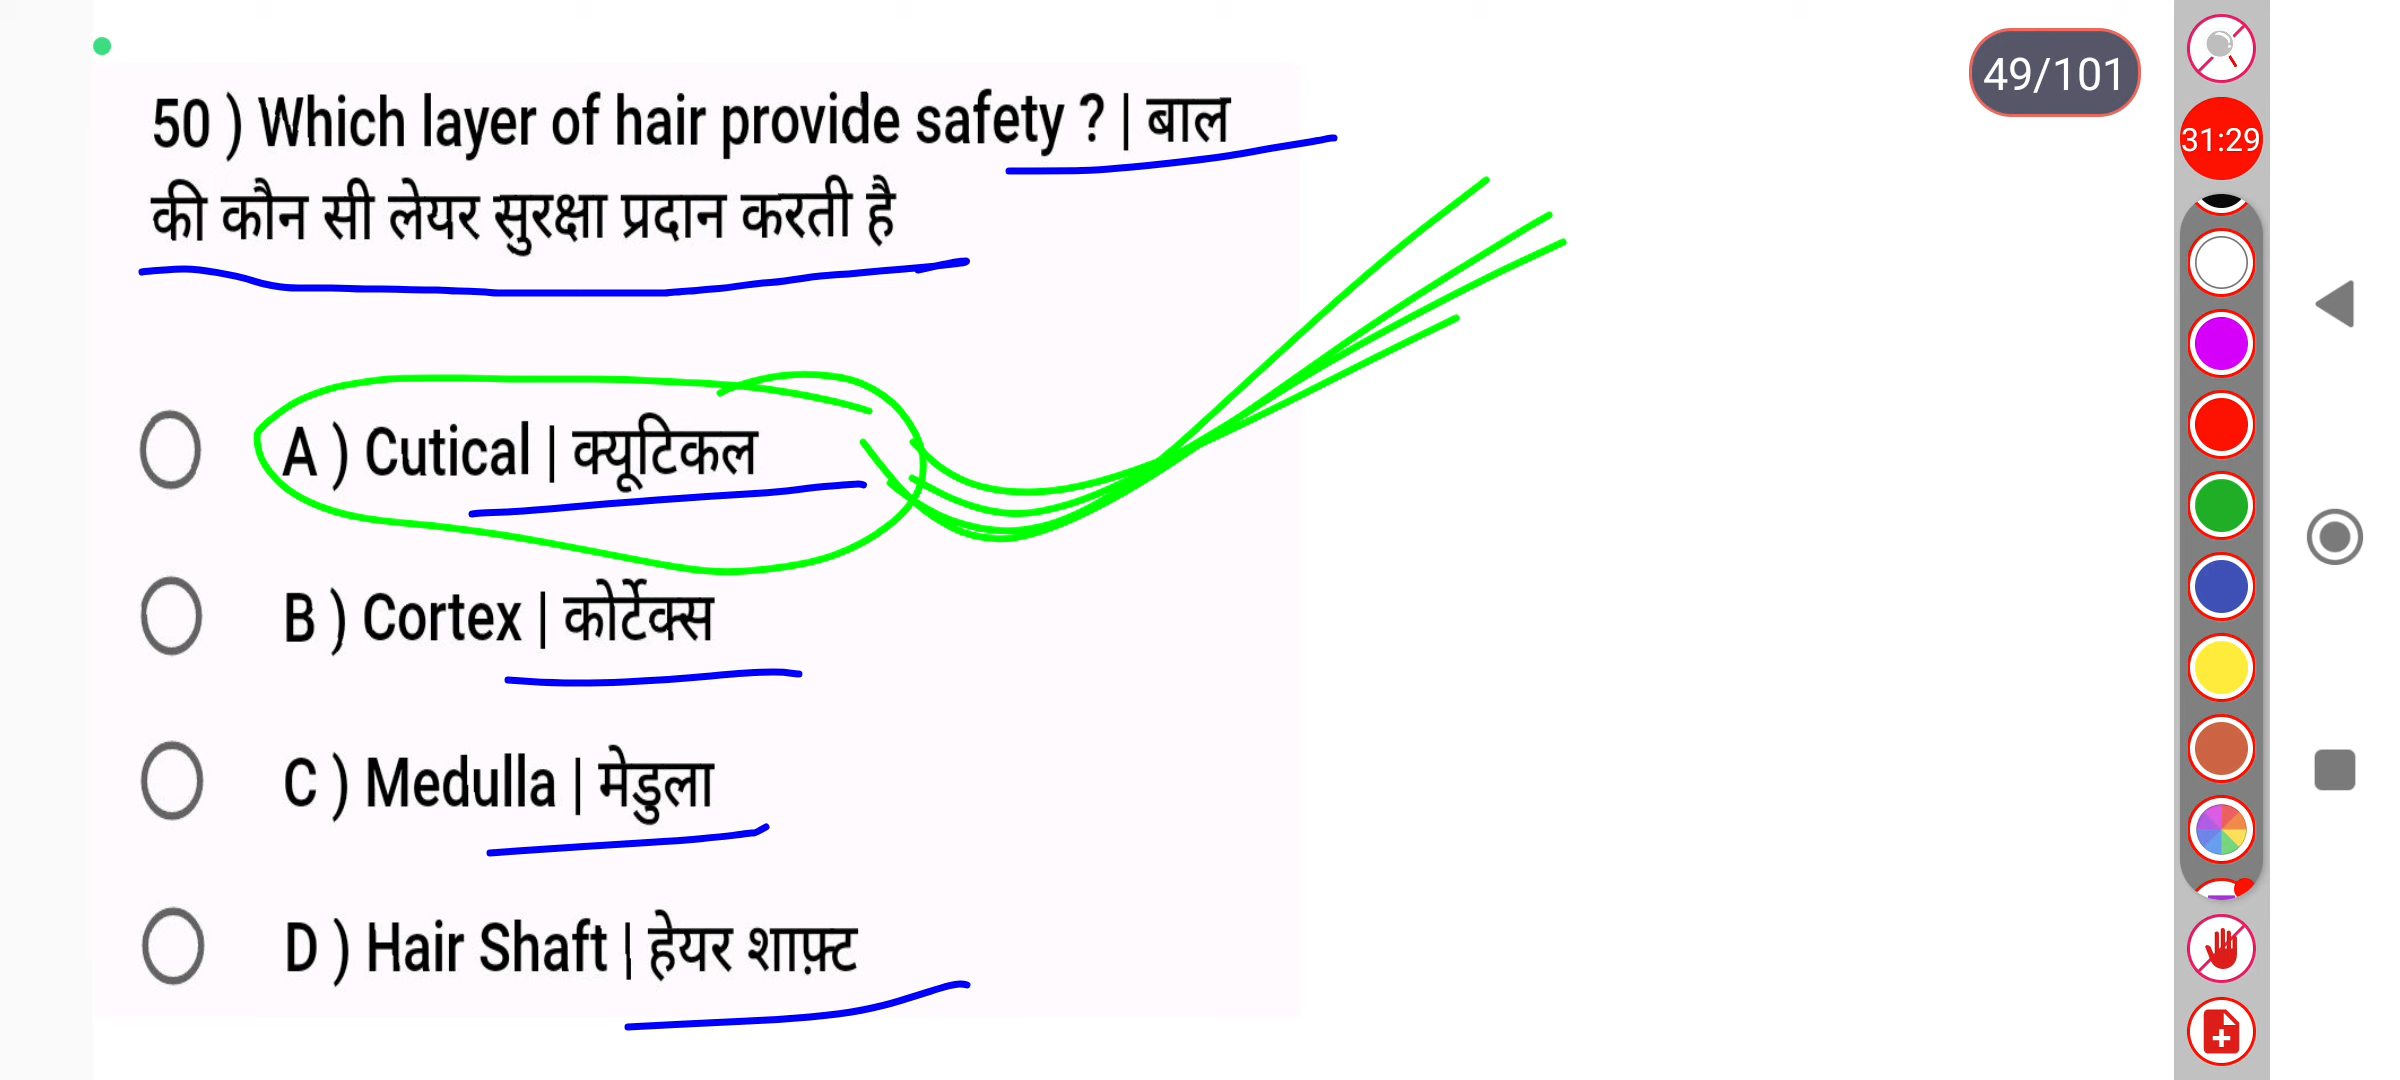 49/101
31:29
50 ) Which layer of hair provide safety ? | बाल
की कौन सी लेयर सुरक्षा प्रदान करती है
A ) Cutical | क्यूटिकल
B ) Cortex | कोर्टेक्स
C ) Medulla | मेडुला
D ) Hair Shaft | हेयर शाफ़्ट